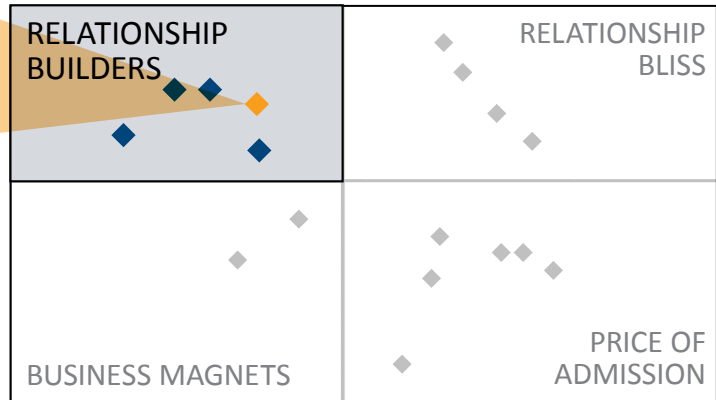 RELATIONSHIP
BUILDERS
RELATIONSHIP
BLISS
BUSINESS MAGNETS
PRICE OF
ADMISSION